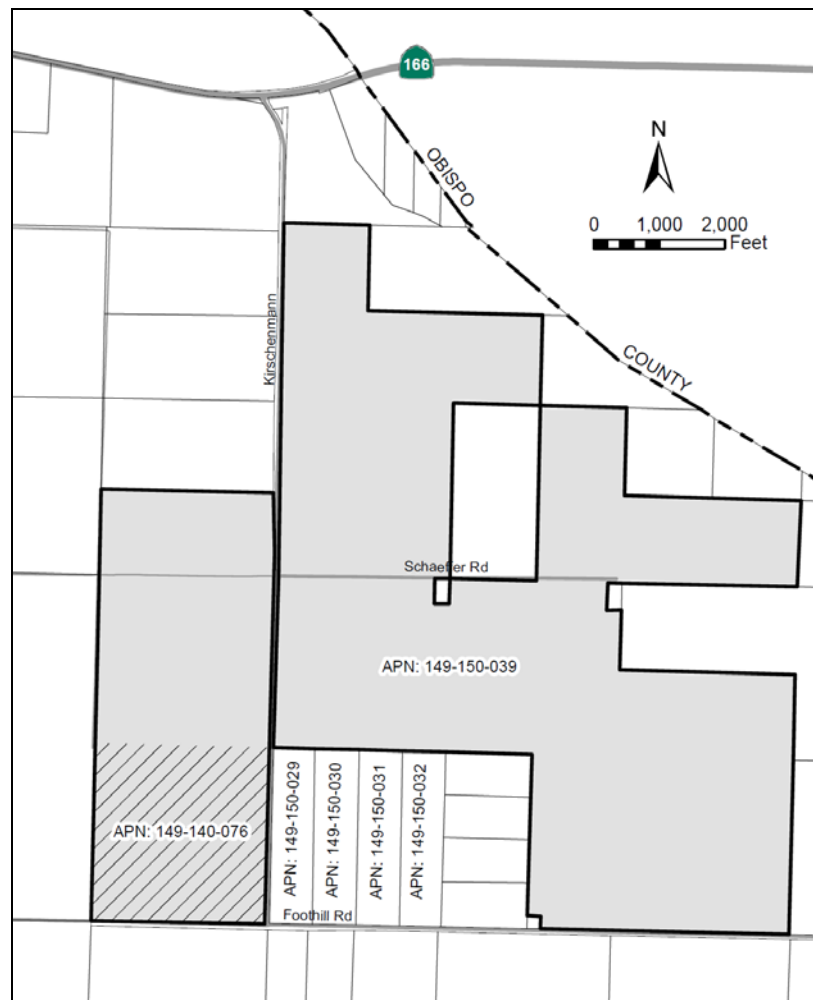 166
OBISPO
N
0 1,000 2,000
Feet
Kirschenmann
COUNTY
Schaeffer Rd
APN: 149-150-039
APN: 149-140-076
APN: 149-150-029
APN: 149-150-030
APN: 149-150-031
APN: 149-150-032
Foothill Rd